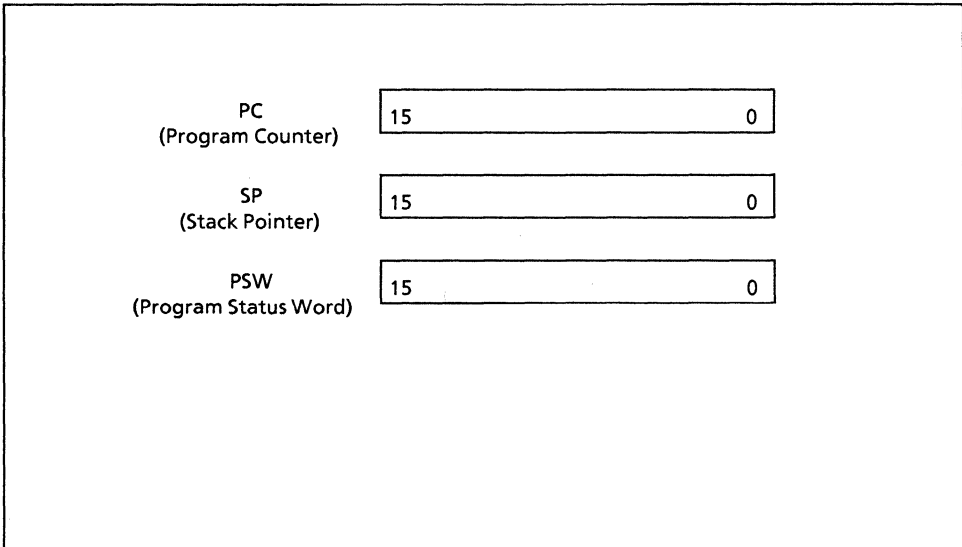 PC
(Program Counter)
15 0
SP
(Stack Pointer)
15 0
PSW
(Program Status Word)
15 0